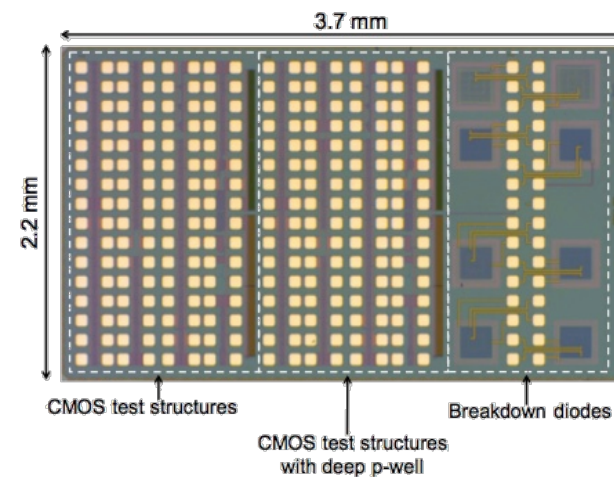 3.7 mm
2.2 mm
CMOS test structures
CMOS test structures
with deep p-well
Breakdown diodes